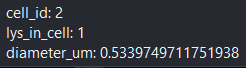 cell_id: 2
lys_in_cell: 1
diameter_um: 0.5339749711751938